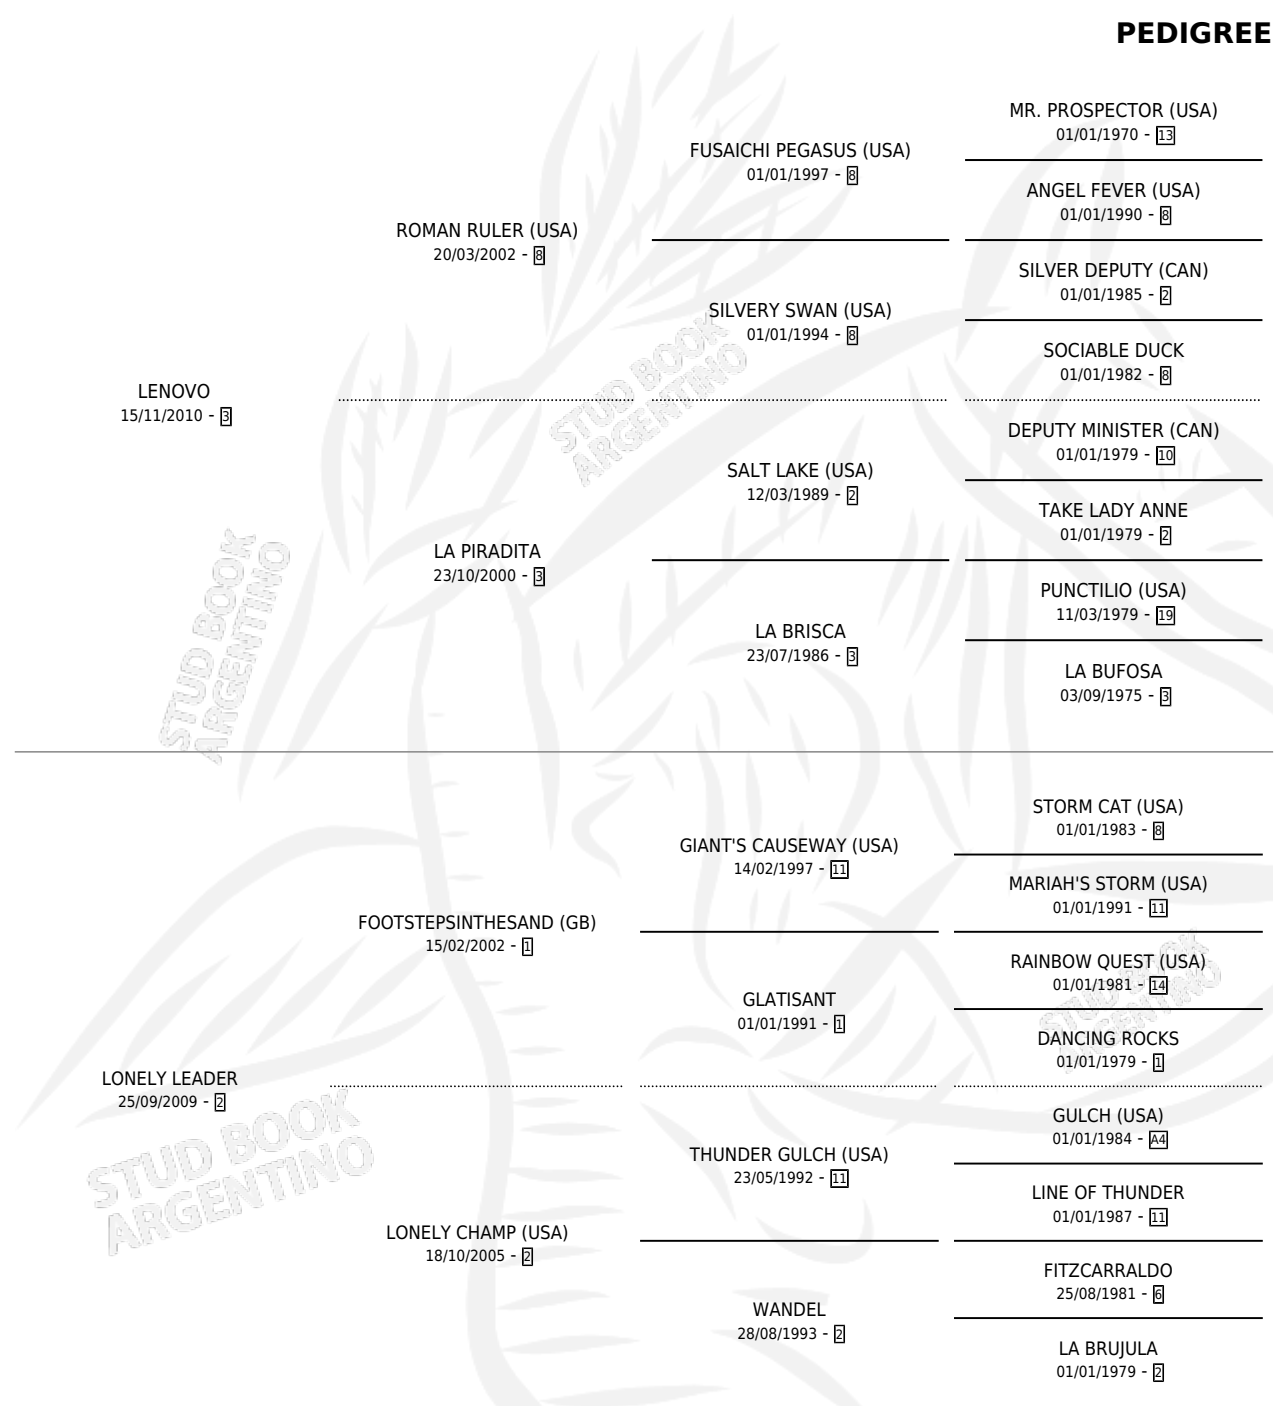 PEDIGREE
MR. PROSPECTOR (USA)
01/01/1970 - 13
FUSAICHI PEGASUS (USA)
01/01/1997 - 8
ANGEL FEVER (USA)
01/01/1990 - 8
ROMAN RULER (USA)
20/03/2002 - 8
SILVER DEPUTY (CAN)
01/01/1985 - 2
SILVERY SWAN (USA)
01/01/1994 - 8
SOCIABLE DUCK
01/01/1982 - 8
LENOVO
15/11/2010 - 3
DEPUTY MINISTER (CAN)
01/01/1979 - 10
SALT LAKE (USA)
12/03/1989 - 2
TAKE LADY ANNE
01/01/1979 - 2
LA PIRADITA
23/10/2000 - 3
PUNCTILIO (USA)
11/03/1979 - 19
LA BRISCA
23/07/1986 - 3
LA BUFOSA
03/09/1975 - 3
STORM CAT (USA)
01/01/1983 - 8
GIANT'S CAUSEWAY (USA)
14/02/1997 - 11
MARIAH'S STORM (USA)
01/01/1991 - 11
FOOTSTEPSINTHESAND (GB)
15/02/2002 - 1
RAINBOW QUEST (USA)
01/01/1981 - 14
GLATISANT
01/01/1991 - 1
DANCING ROCKS
01/01/1979 - 1
LONELY LEADER
25/09/2009 - 2
GULCH (USA)
01/01/1984 - A4
THUNDER GULCH (USA)
23/05/1992 - 11
LINE OF THUNDER
01/01/1987 - 11
LONELY CHAMP (USA)
18/10/2005 - 2
FITZCARRALDO
25/08/1981 - 6
WANDEL
28/08/1993 - 2
LA BRUJULA
01/01/1979 - 2
STUD BOOK
ARGENTINO
STUD BOOK
ARGENTINO
STUD BOOK
ARGENTINO
STUD BOOK
ARGENTINO